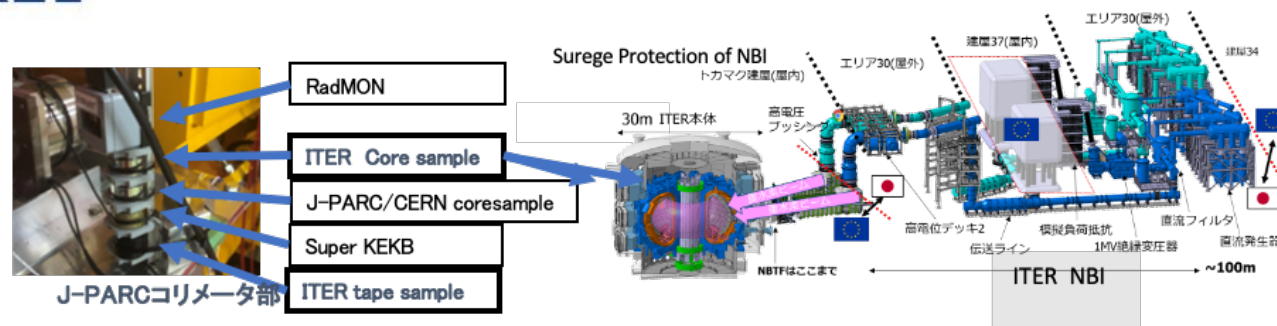 RadMON
ITER Core sample
J-PARC/CERN coresample
Super KEKB
ITER tape sample
J-PARCコリメータ部
Surege Protection of NBI
トカマク建屋(屋内)
エリア30(屋外)
建屋37(屋内)
エリア30(屋外)
建屋34
高電圧
ブッシング
30m ITER本体
高電位デッキ2
伝送ライン
模擬負荷抵抗
1MV絶縁変圧器
直流フィルタ
直流発生器
NBTFはここまで
ITER NBI
~100m